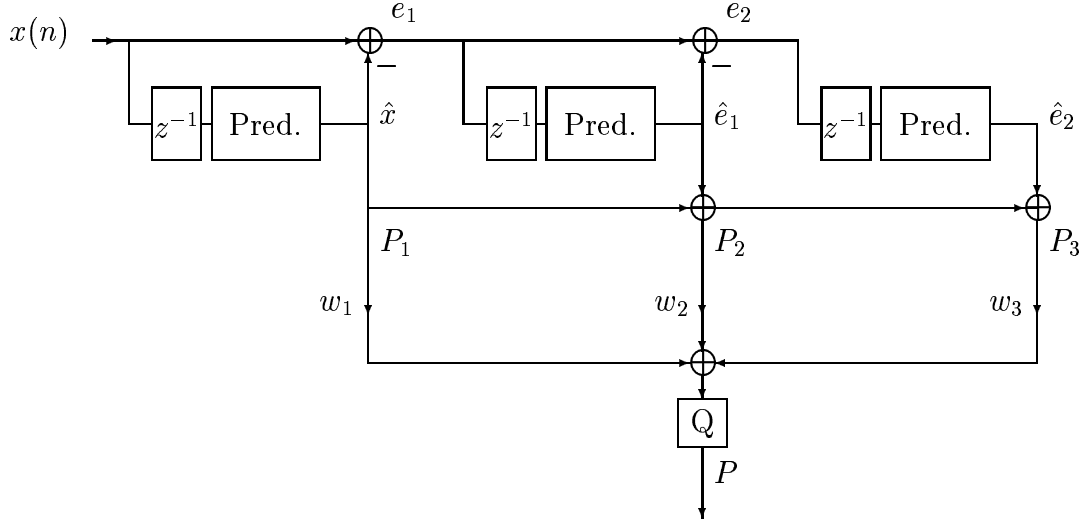 x(n) e₁ e₂
− −
z⁻¹ Pred. x̂ z⁻¹ Pred. ê₁ z⁻¹ Pred. ê₂
P₁ P₂ P₃
w₁ w₂ w₃
Q
P